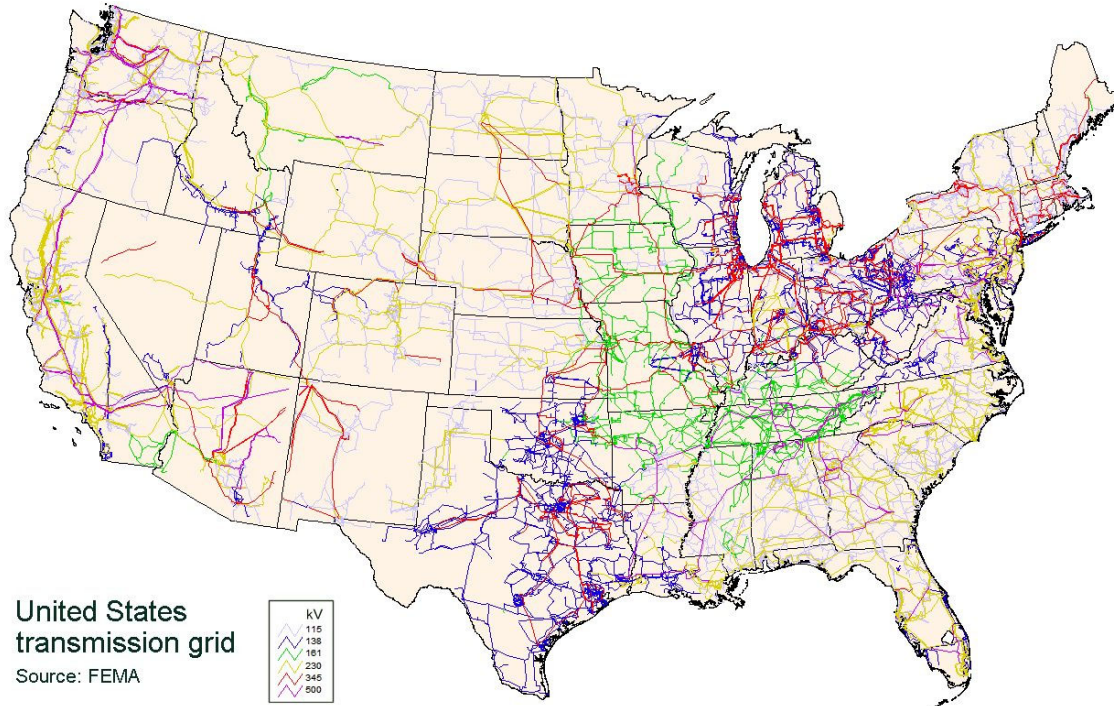 United States
transmission grid
Source: FEMA
kV
115
138
161
230
345
500